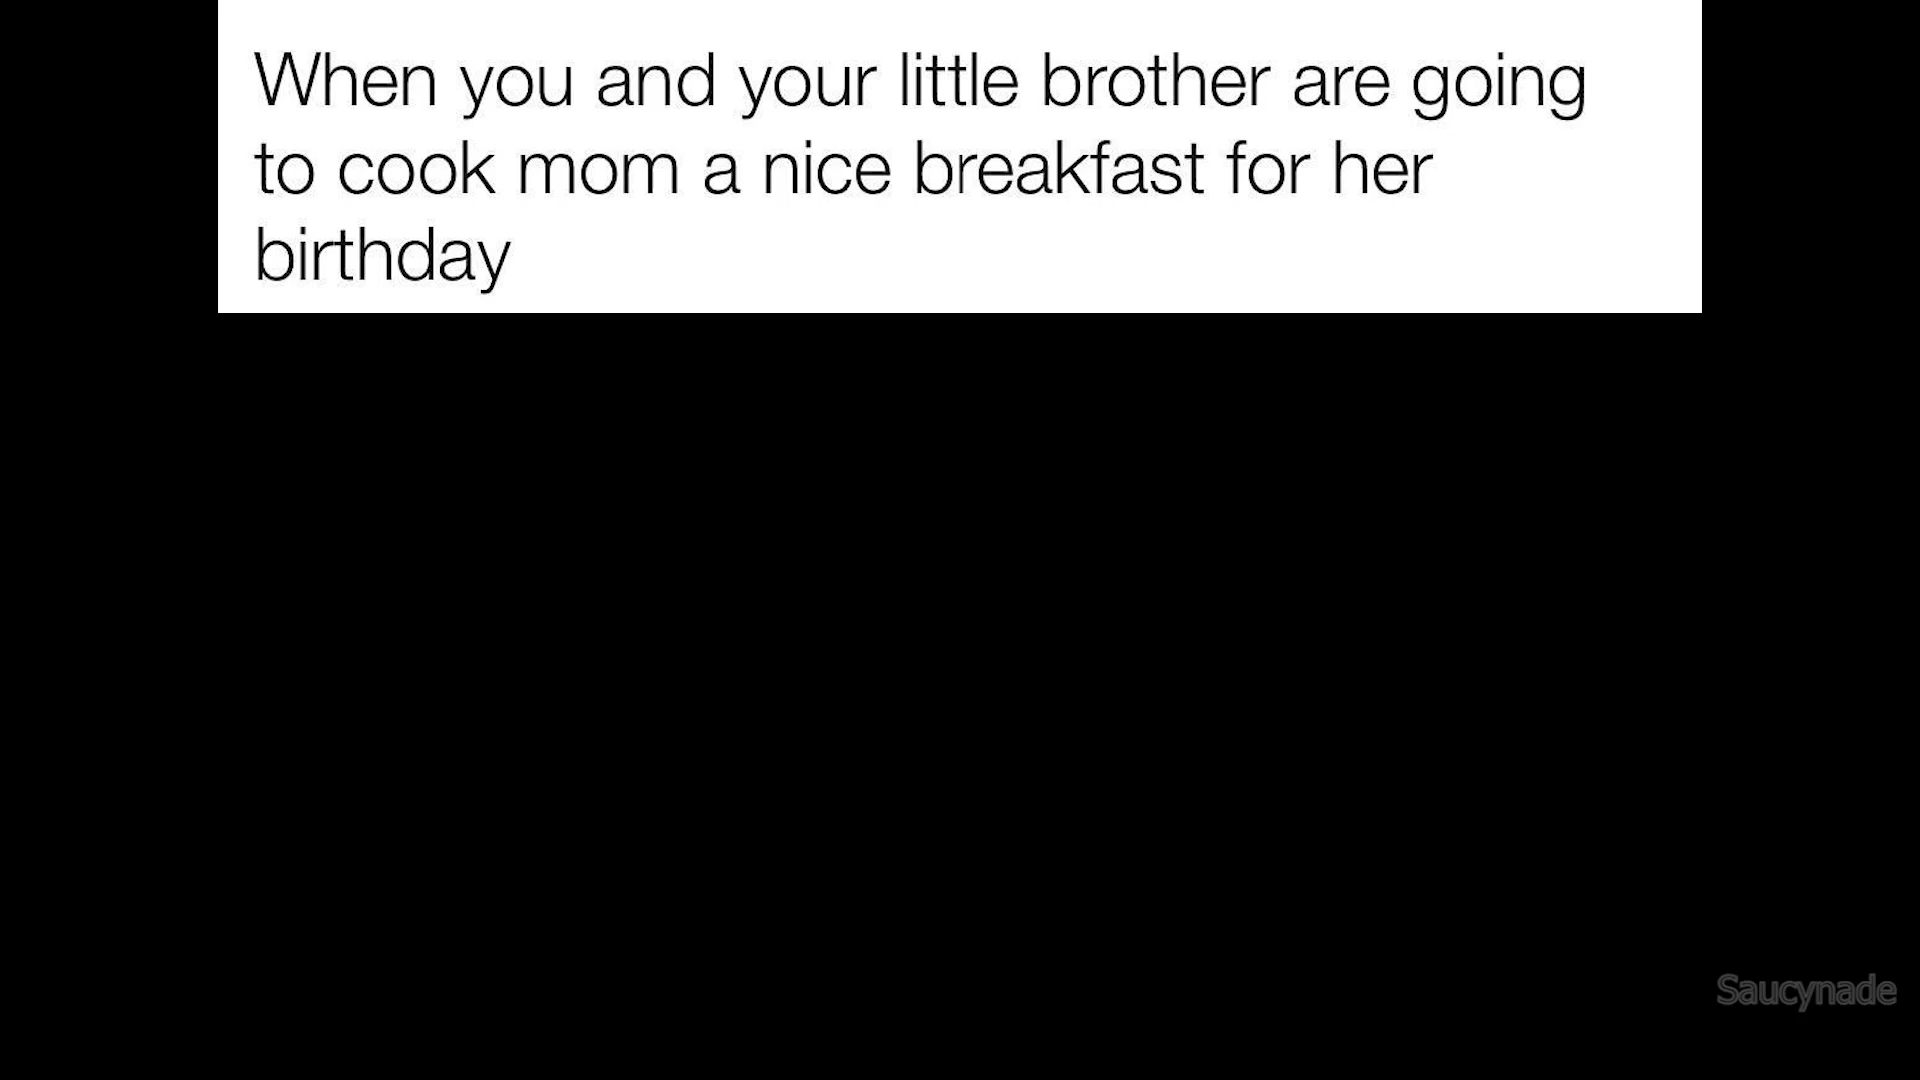 When you and your little brother are going
to cook mom a nice breakfast for her
birthday
Saucynade